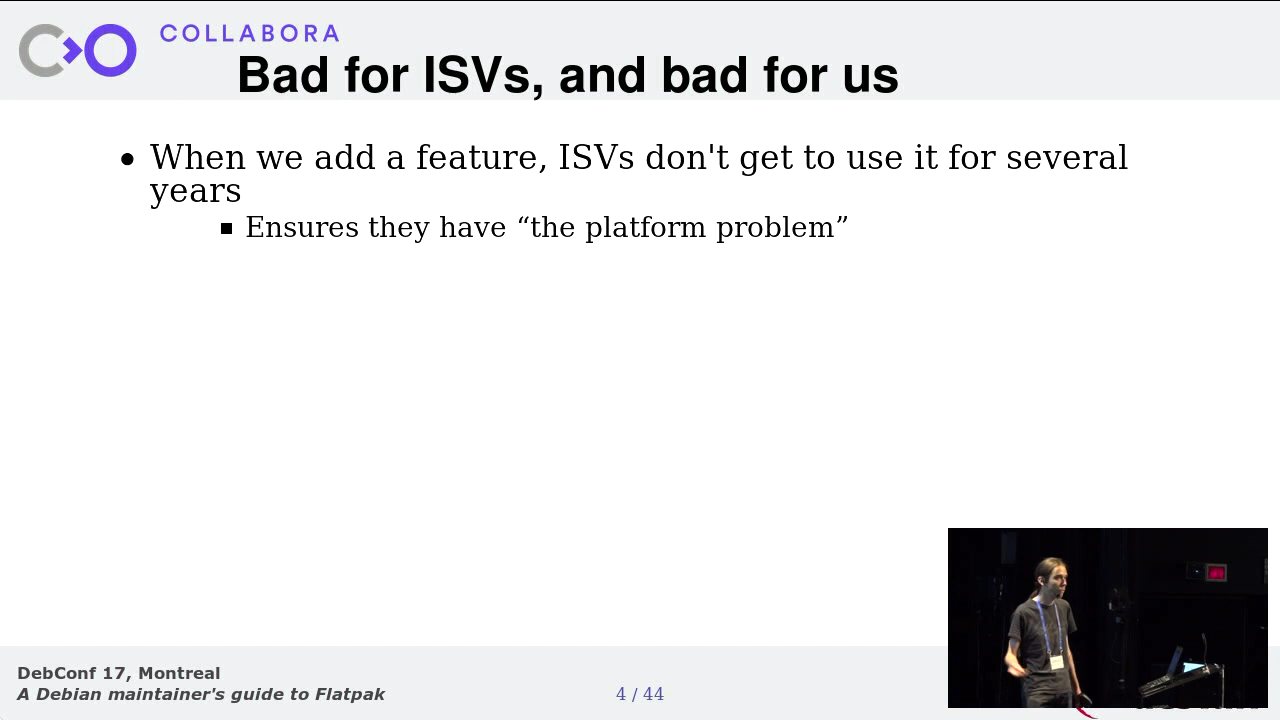 COLLABORA
Bad for ISVs, and bad for us
• When we add a feature, ISVs don't get to use it for several
years
▪ Ensures they have “the platform problem”
DebConf 17, Montreal
A Debian maintainer's guide to Flatpak
4 / 44